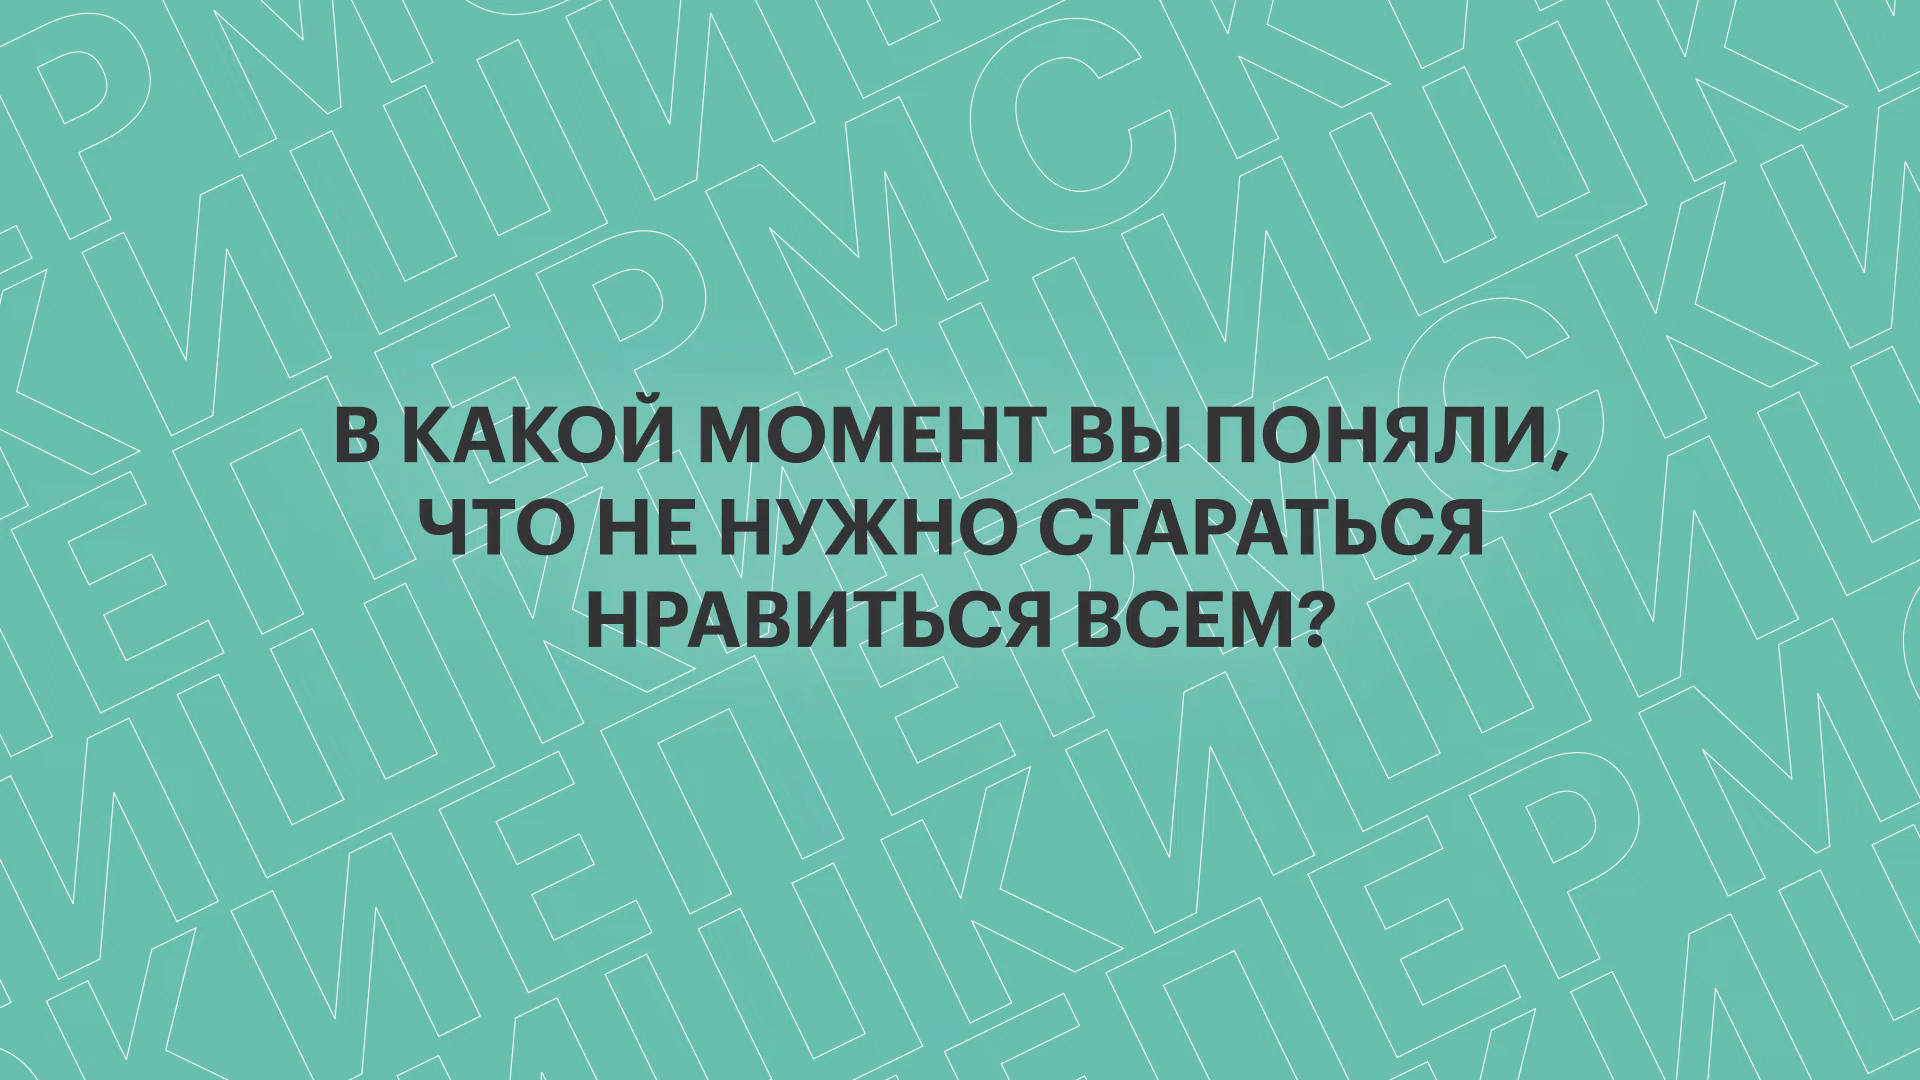 В КАКОЙ МОМЕНТ ВЫ ПОНЯЛИ,
ЧТО НЕ НУЖНО СТАРАТЬСЯ
НРАВИТЬСЯ ВСЕМ?